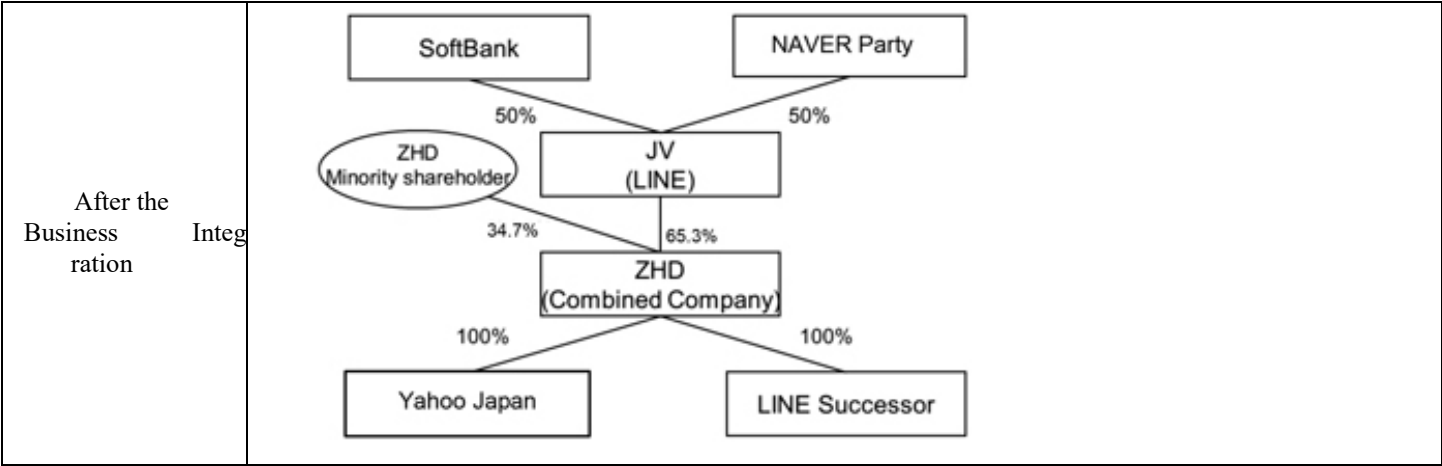 After the
Business Integ
ration
SoftBank
NAVER Party
50%
50%
ZHD
Minority shareholder
JV
(LINE)
34.7%
65.3%
ZHD
(Combined Company)
100%
100%
Yahoo Japan
LINE Successor